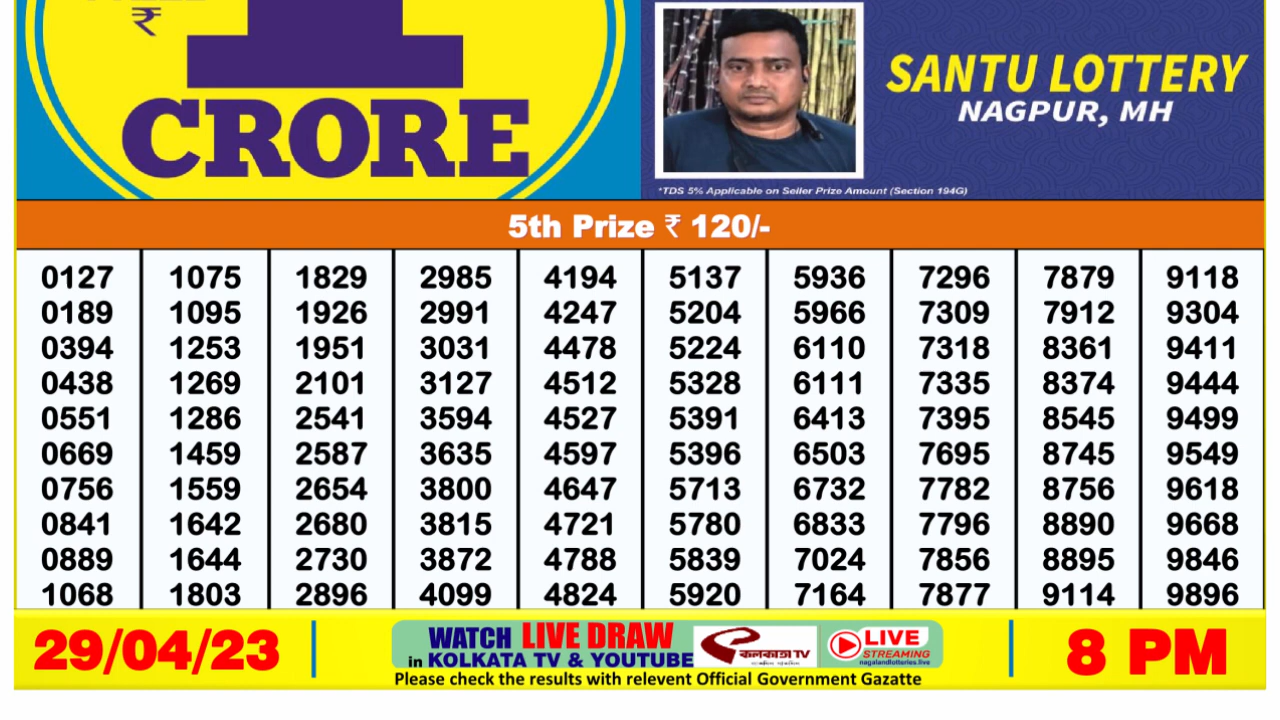 ₹
1
CRORE
SANTU LOTTERY
NAGPUR, MH
*TDS 5% Applicable on Seller Prize Amount (Section 194G)
5th Prize ₹ 120/-
0127 1075 1829 2985 4194 5137 5936 7296 7879 9118
0189 1095 1926 2991 4247 5204 5966 7309 7912 9304
0394 1253 1951 3031 4478 5224 6110 7318 8361 9411
0438 1269 2101 3127 4512 5328 6111 7335 8374 9444
0551 1286 2541 3594 4527 5391 6413 7395 8545 9499
0669 1459 2587 3635 4597 5396 6503 7695 8745 9549
0756 1559 2654 3800 4647 5713 6732 7782 8756 9618
0841 1642 2680 3815 4721 5780 6833 7796 8890 9668
0889 1644 2730 3872 4788 5839 7024 7856 8895 9846
1068 1803 2896 4099 4824 5920 7164 7877 9114 9896
29/04/23
WATCH LIVE DRAW
in KOLKATA TV & YOUTUBE
কলকাতা TV
LIVE
STREAMING
nagalandlotteries.live
8 PM
Please check the results with relevent Official Government Gazatte